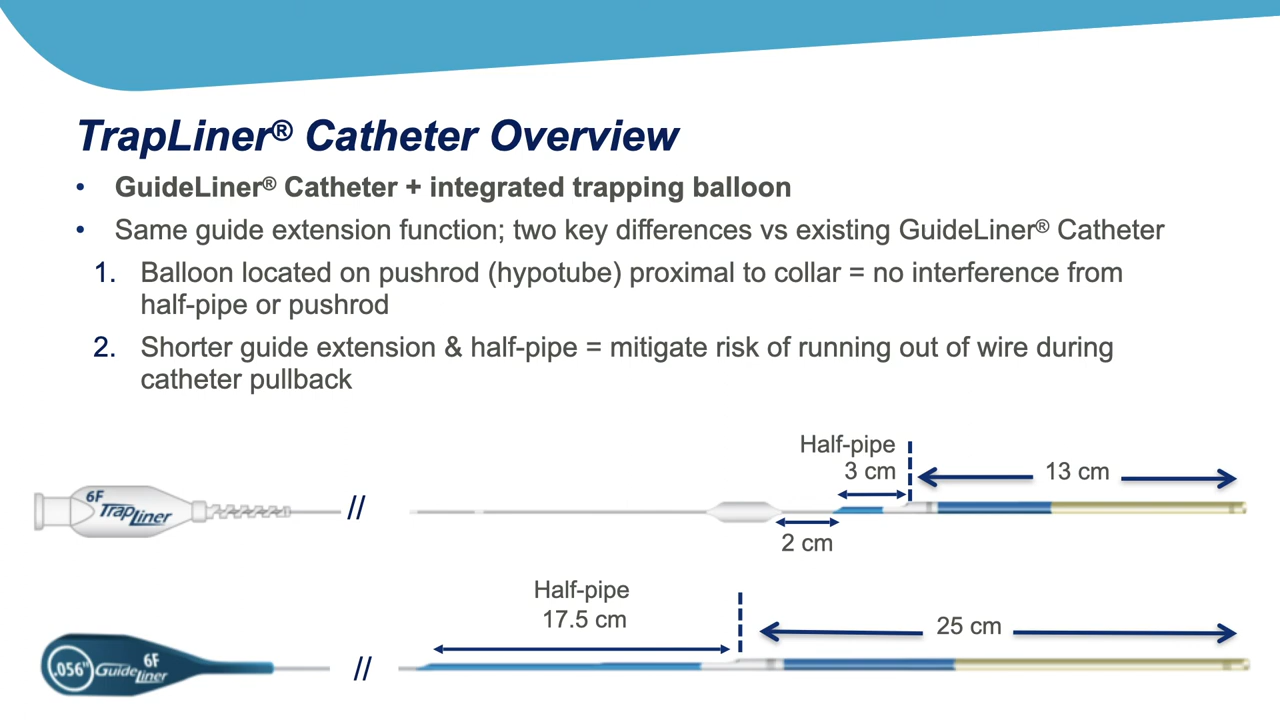 TrapLiner® Catheter Overview
• GuideLiner® Catheter + integrated trapping balloon
• Same guide extension function; two key differences vs existing GuideLiner® Catheter
1. Balloon located on pushrod (hypotube) proximal to collar = no interference from
half-pipe or pushrod
2. Shorter guide extension & half-pipe = mitigate risk of running out of wire during
catheter pullback
Half-pipe
3 cm
13 cm
6F
TrapLiner
//
2 cm
Half-pipe
17.5 cm
25 cm
.056"
6F
GuideLiner
//